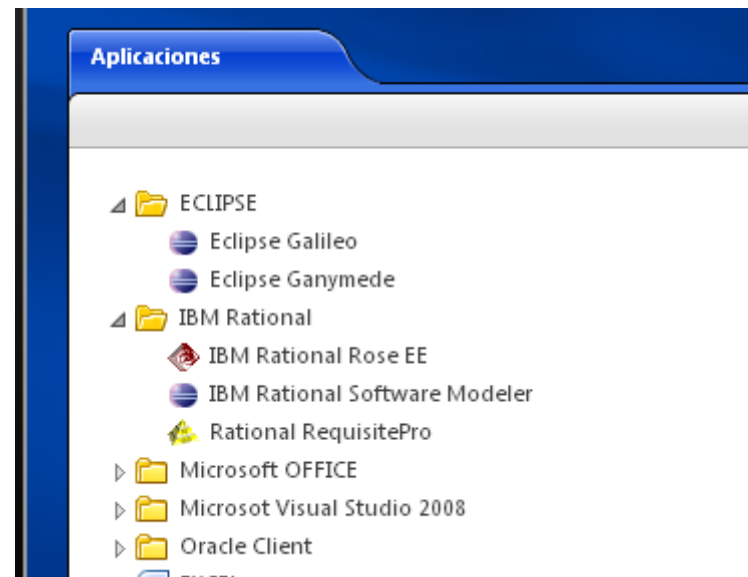 Aplicaciones
ECLIPSE
Eclipse Galileo
Eclipse Ganymede
IBM Rational
IBM Rational Rose EE
IBM Rational Software Modeler
Rational RequisitePro
Microsoft OFFICE
Microsot Visual Studio 2008
Oracle Client